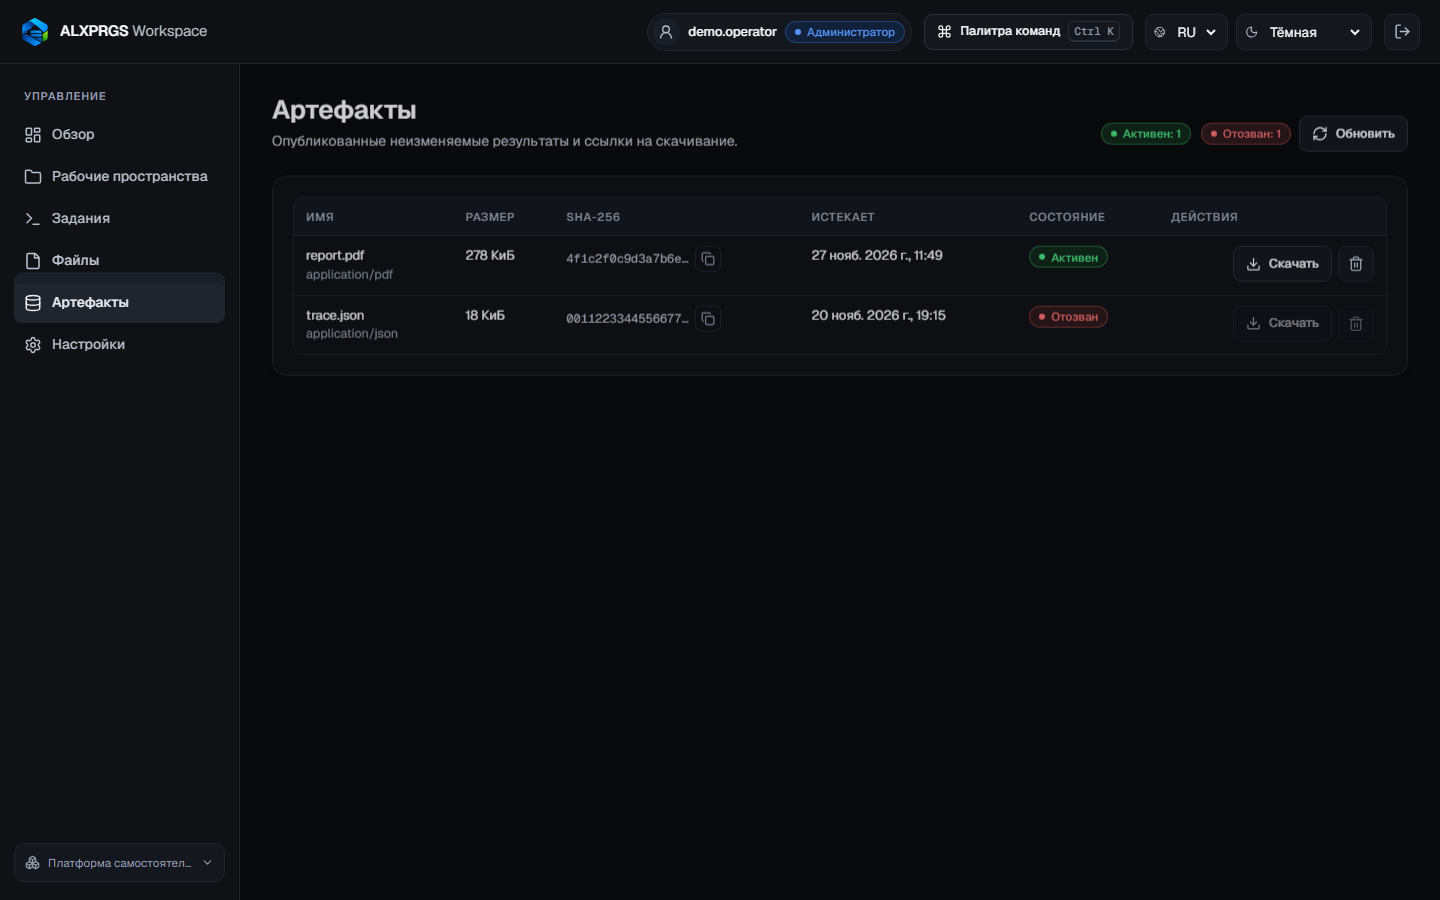 ALXPRGS Workspace
demo.operator
Администратор
Палитра команд
Ctrl K
RU
Тёмная
УПРАВЛЕНИЕ
Обзор
Рабочие пространства
Задания
Файлы
Артефакты
Настройки
Платформа самостоятел…
Артефакты
Опубликованные неизменяемые результаты и ссылки на скачивание.
Активен: 1
Отозван: 1
Обновить
ИМЯ РАЗМЕР SHA-256 ИСТЕКАЕТ СОСТОЯНИЕ ДЕЙСТВИЯ
report.pdf 278 КиБ 4f1c2f0c9d3a7b6e… 27 нояб. 2026 г., 11:49 Активен Скачать
application/pdf
trace.json 18 КиБ 0011223344556677… 20 нояб. 2026 г., 19:15 Отозван Скачать
application/json